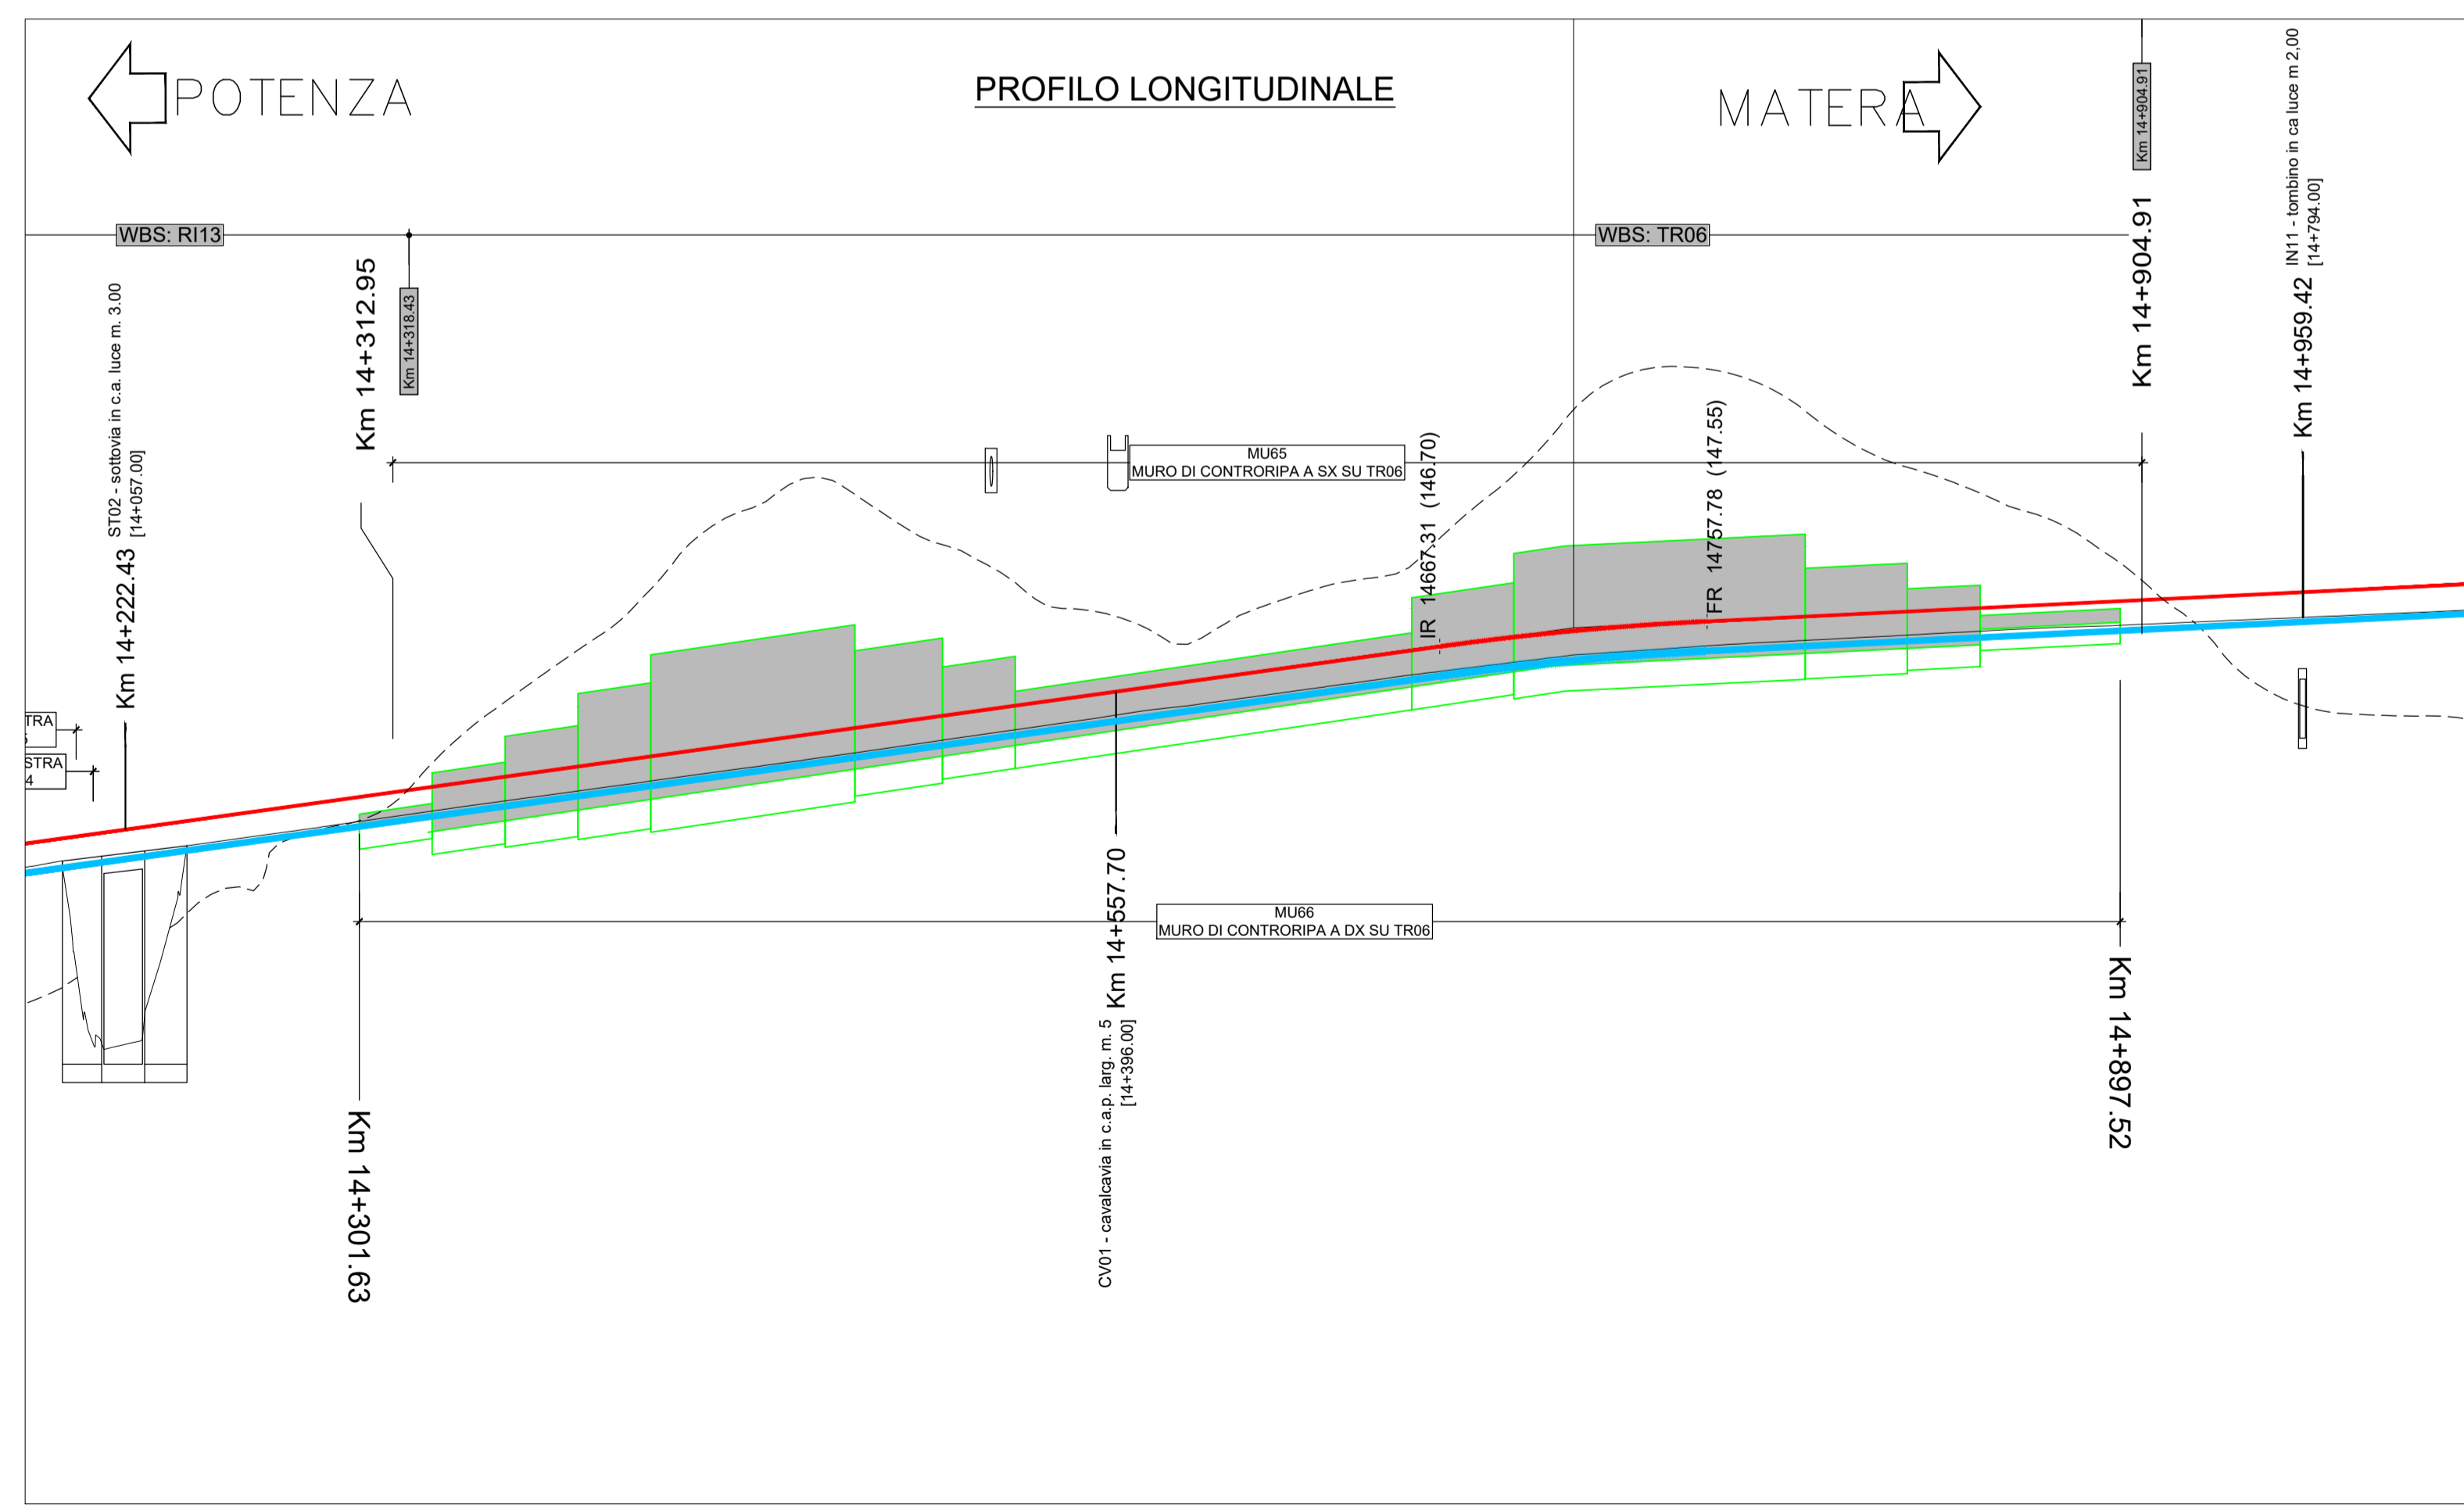 POTENZA
PROFILO LONGITUDINALE
MATERA
Km 14+904.91
WBS: RI13
WBS: TR06
Km 14+904.91
IN11 - tombino in ca luce m 2,00
[14+794.00]
Km 14+959.42
Km 14+312.95
Km 14+318.43
ST02 - sottovia in c.a. luce m. 3.00
[14+057.00]
Km 14+222.43
MU65
MURO DI CONTRORIPA A SX SU TR06
IR 14667.31 (146.70)
FR 14757.78 (147.55)
TRA
STRA
4
MU66
MURO DI CONTRORIPA A DX SU TR06
Km 14+557.70
CV01 - cavalcavia in c.a.p. larg. m. 5
[14+396.00]
Km 14+301.63
Km 14+897.52